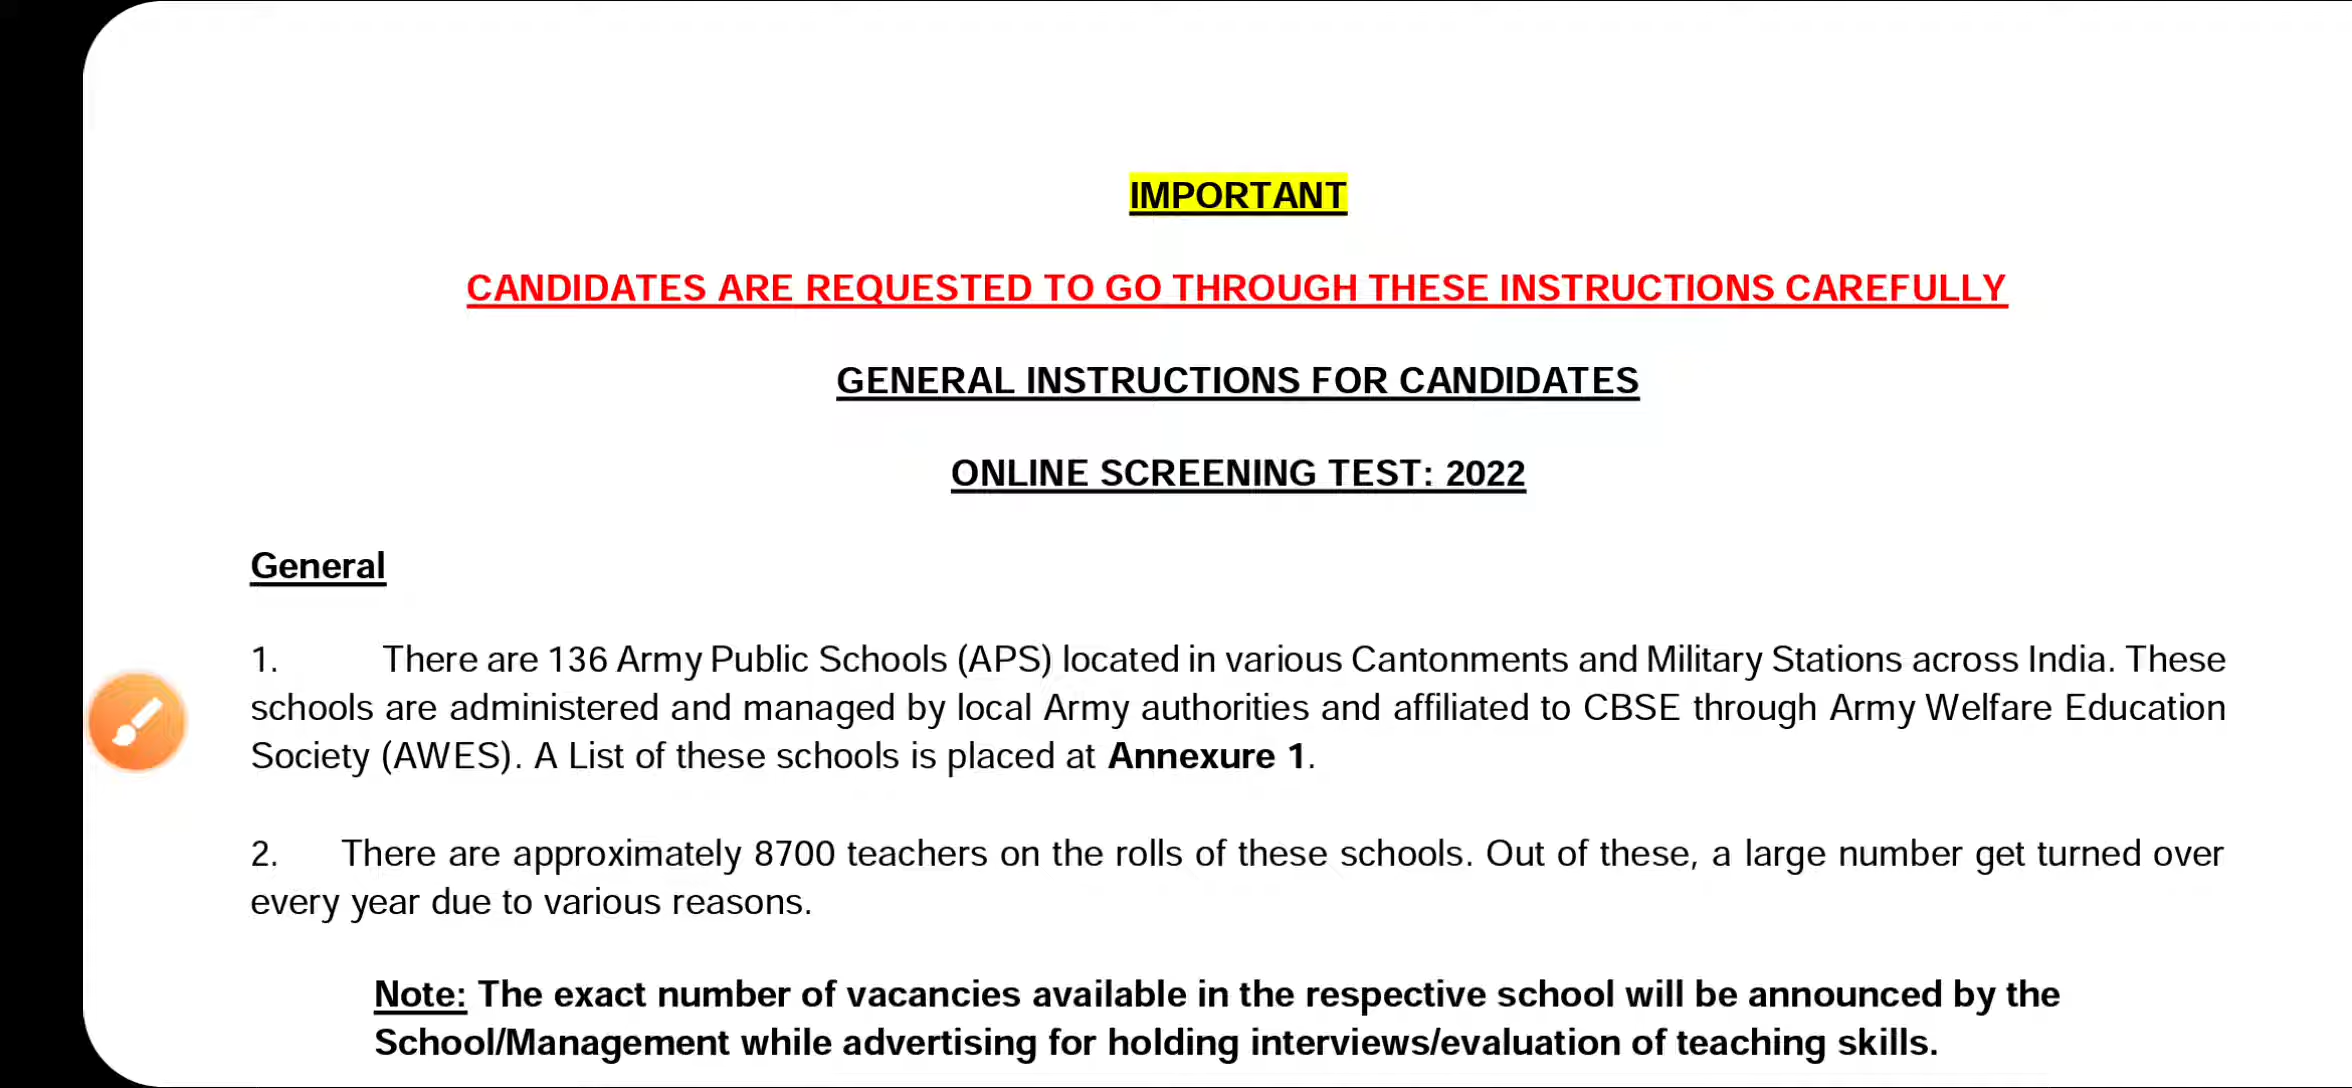 IMPORTANT
CANDIDATES ARE REQUESTED TO GO THROUGH THESE INSTRUCTIONS CAREFULLY
GENERAL INSTRUCTIONS FOR CANDIDATES
ONLINE SCREENING TEST: 2022
General
1. There are 136 Army Public Schools (APS) located in various Cantonments and Military Stations across India. These
schools are administered and managed by local Army authorities and affiliated to CBSE through Army Welfare Education
Society (AWES). A List of these schools is placed at Annexure 1.
2. There are approximately 8700 teachers on the rolls of these schools. Out of these, a large number get turned over
every year due to various reasons.
Note: The exact number of vacancies available in the respective school will be announced by the
School/Management while advertising for holding interviews/evaluation of teaching skills.